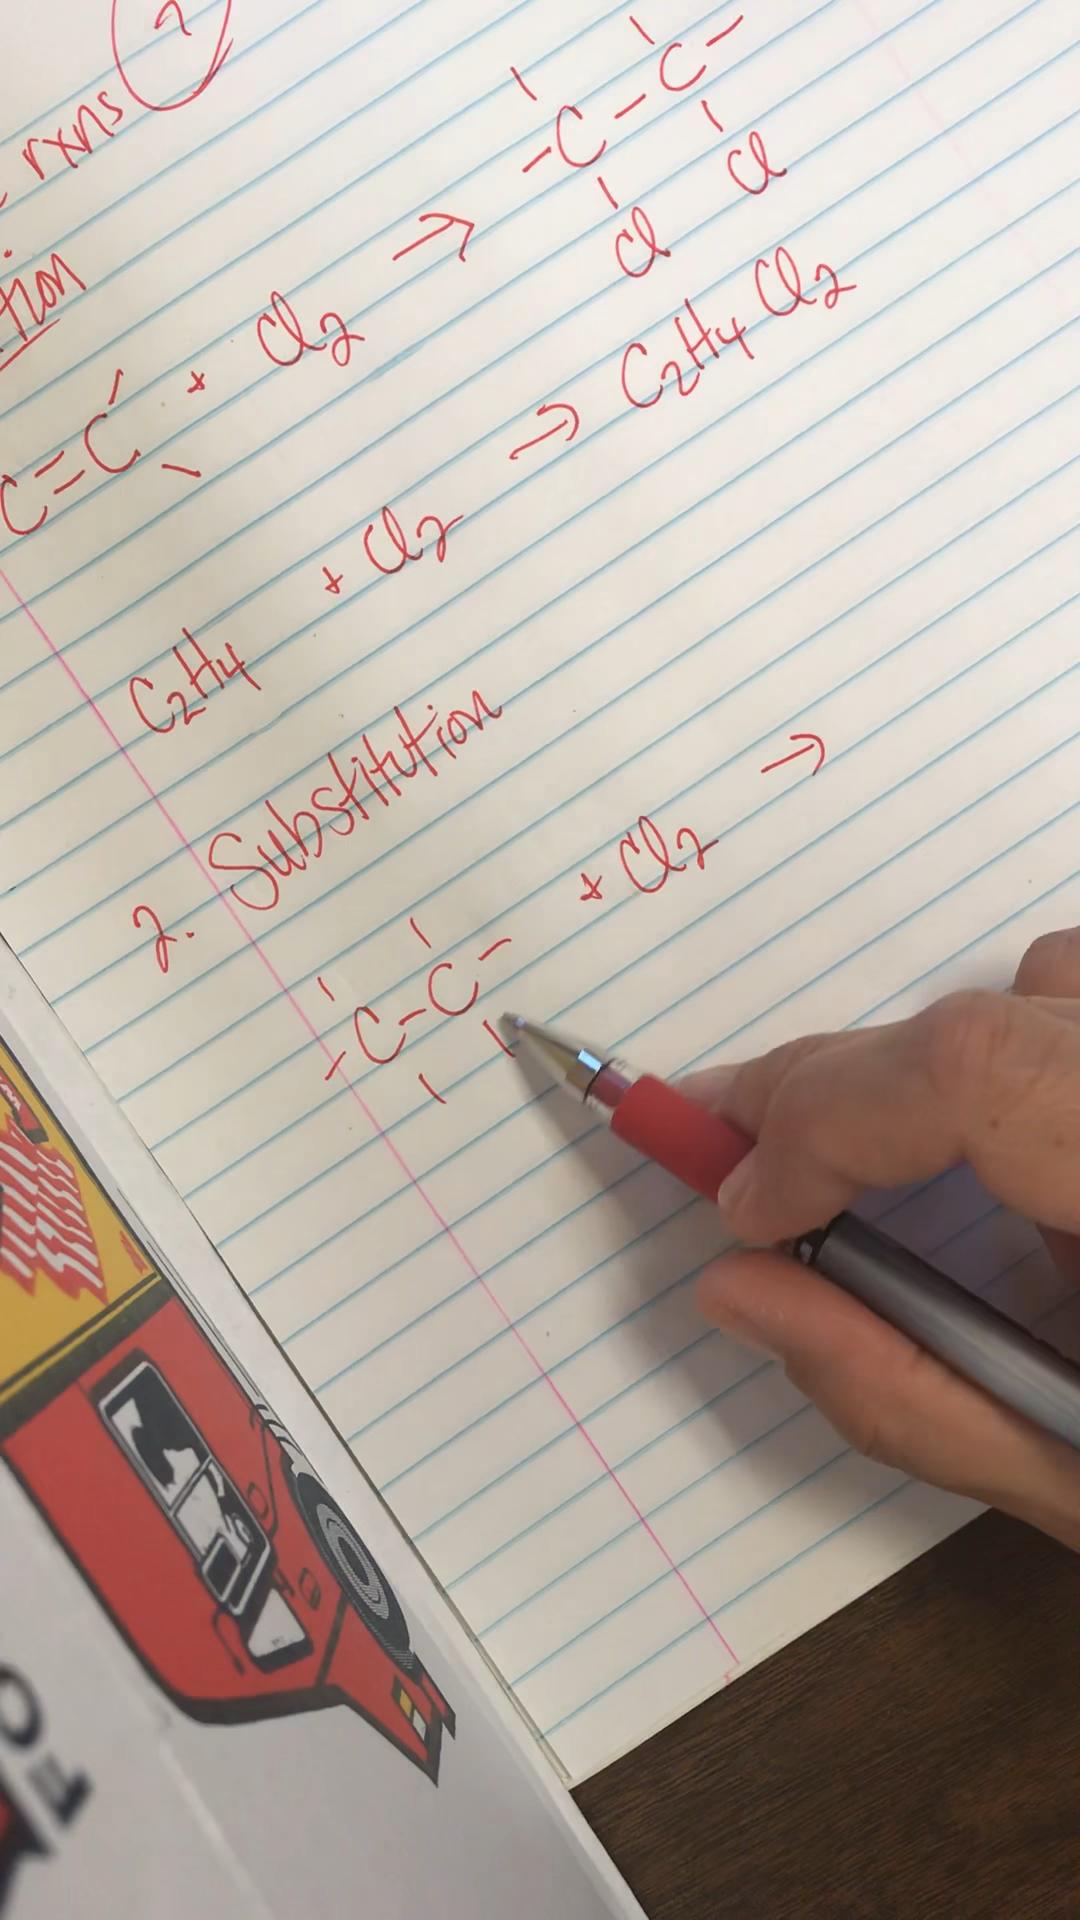 rxns
tion
C=C + Cl2 → -C-C-
Cl Cl
C2H4 + Cl2 → C2H4Cl2
2. Substitution
-C-C- + Cl2 →